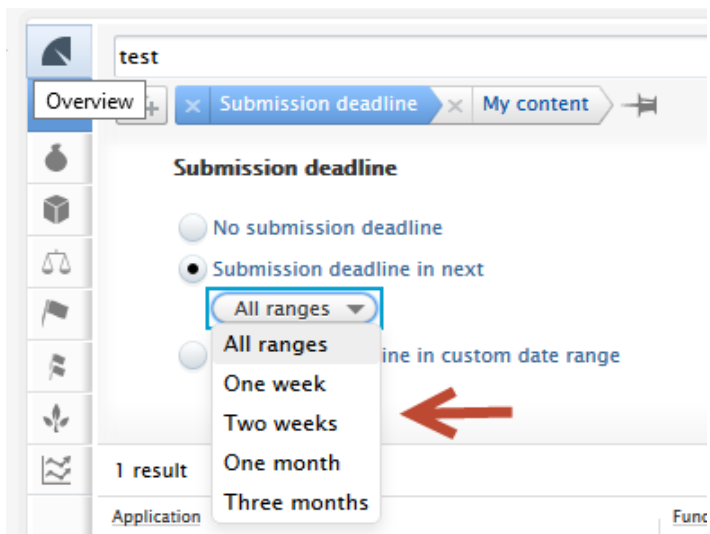 test
Overview
Submission deadline
My content
Submission deadline
No submission deadline
Submission deadline in next
All ranges
All ranges
ine in custom date range
One week
Two weeks
One month
1 result
Three months
Application
Func